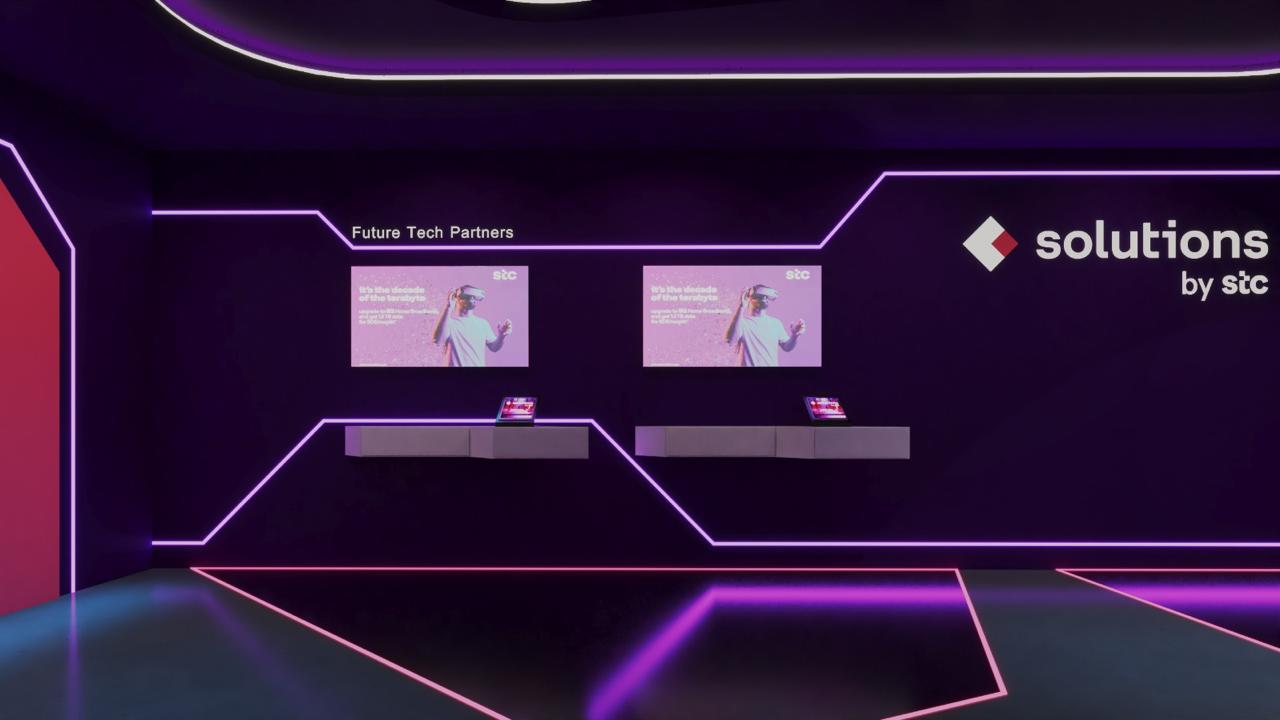 Future Tech Partners
stc
It's the decade
of the terabyte
stc
It's the decade
of the terabyte
solutions
by stc